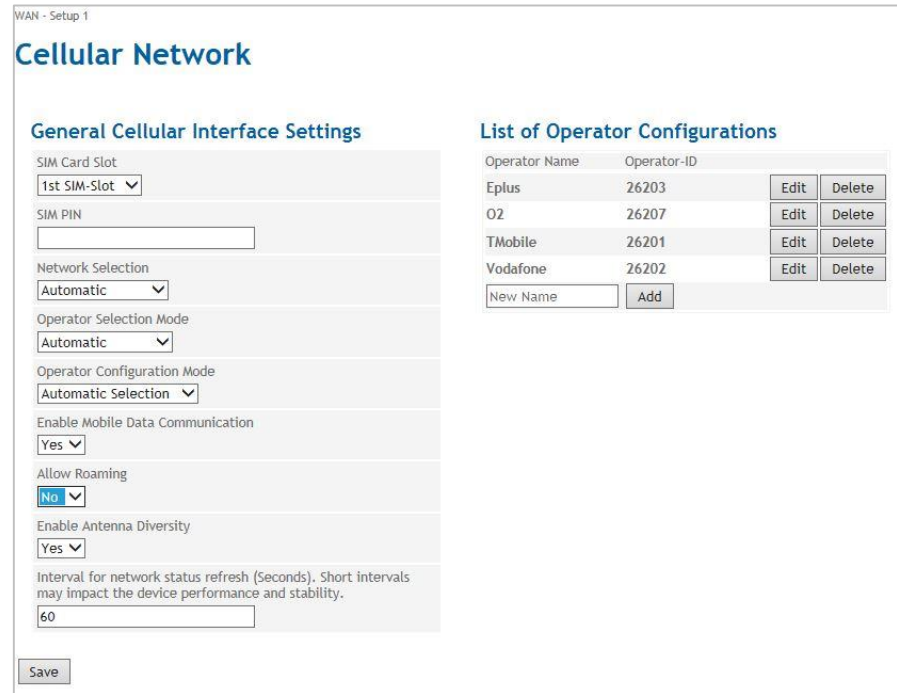 WAN - Setup 1
Cellular Network
General Cellular Interface Settings
SIM Card Slot
1st SIM-Slot
SIM PIN
Network Selection
Automatic
Operator Selection Mode
Automatic
Operator Configuration Mode
Automatic Selection
Enable Mobile Data Communication
Yes
Allow Roaming
No
Enable Antenna Diversity
Yes
Interval for network status refresh (Seconds). Short intervals
may impact the device performance and stability.
60
Save
List of Operator Configurations
Operator Name Operator-ID
Eplus 26203 Edit Delete
O2 26207 Edit Delete
TMobile 26201 Edit Delete
Vodafone 26202 Edit Delete
New Name Add